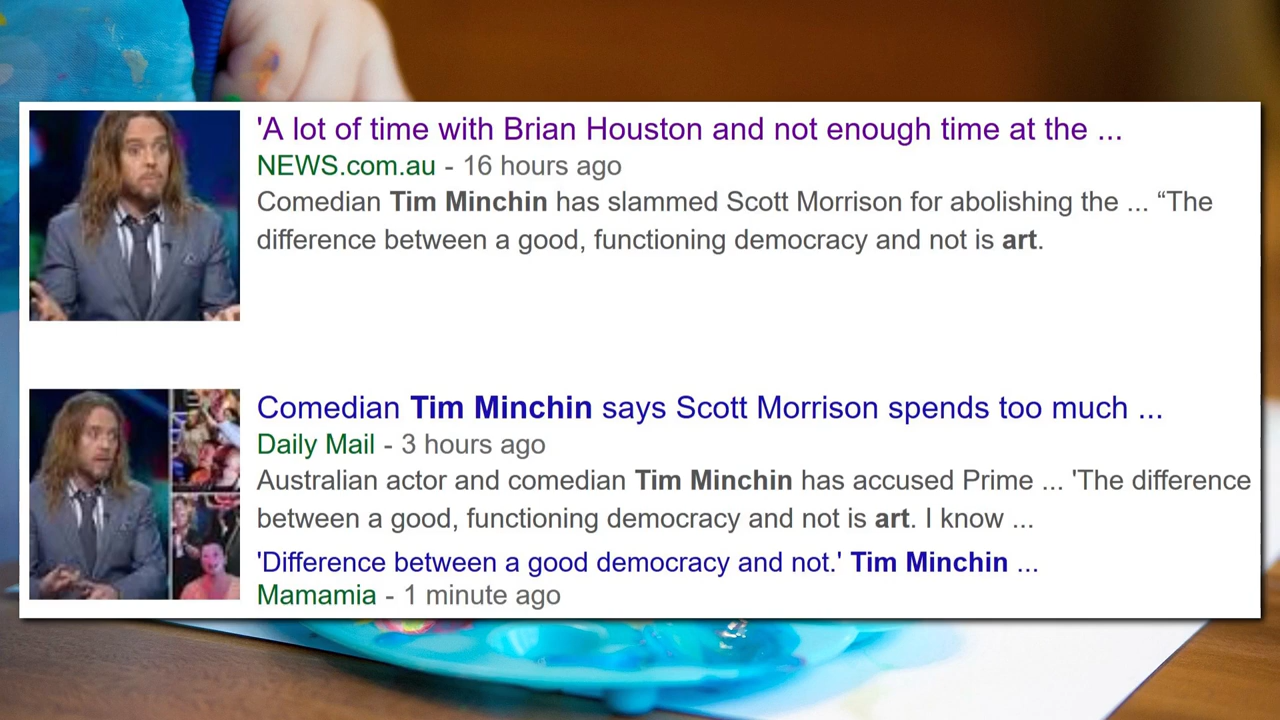 'A lot of time with Brian Houston and not enough time at the ...
NEWS.com.au - 16 hours ago
Comedian Tim Minchin has slammed Scott Morrison for abolishing the ... “The
difference between a good, functioning democracy and not is art.
Comedian Tim Minchin says Scott Morrison spends too much ...
Daily Mail - 3 hours ago
Australian actor and comedian Tim Minchin has accused Prime ... 'The difference
between a good, functioning democracy and not is art. I know ...
'Difference between a good democracy and not.' Tim Minchin ...
Mamamia - 1 minute ago